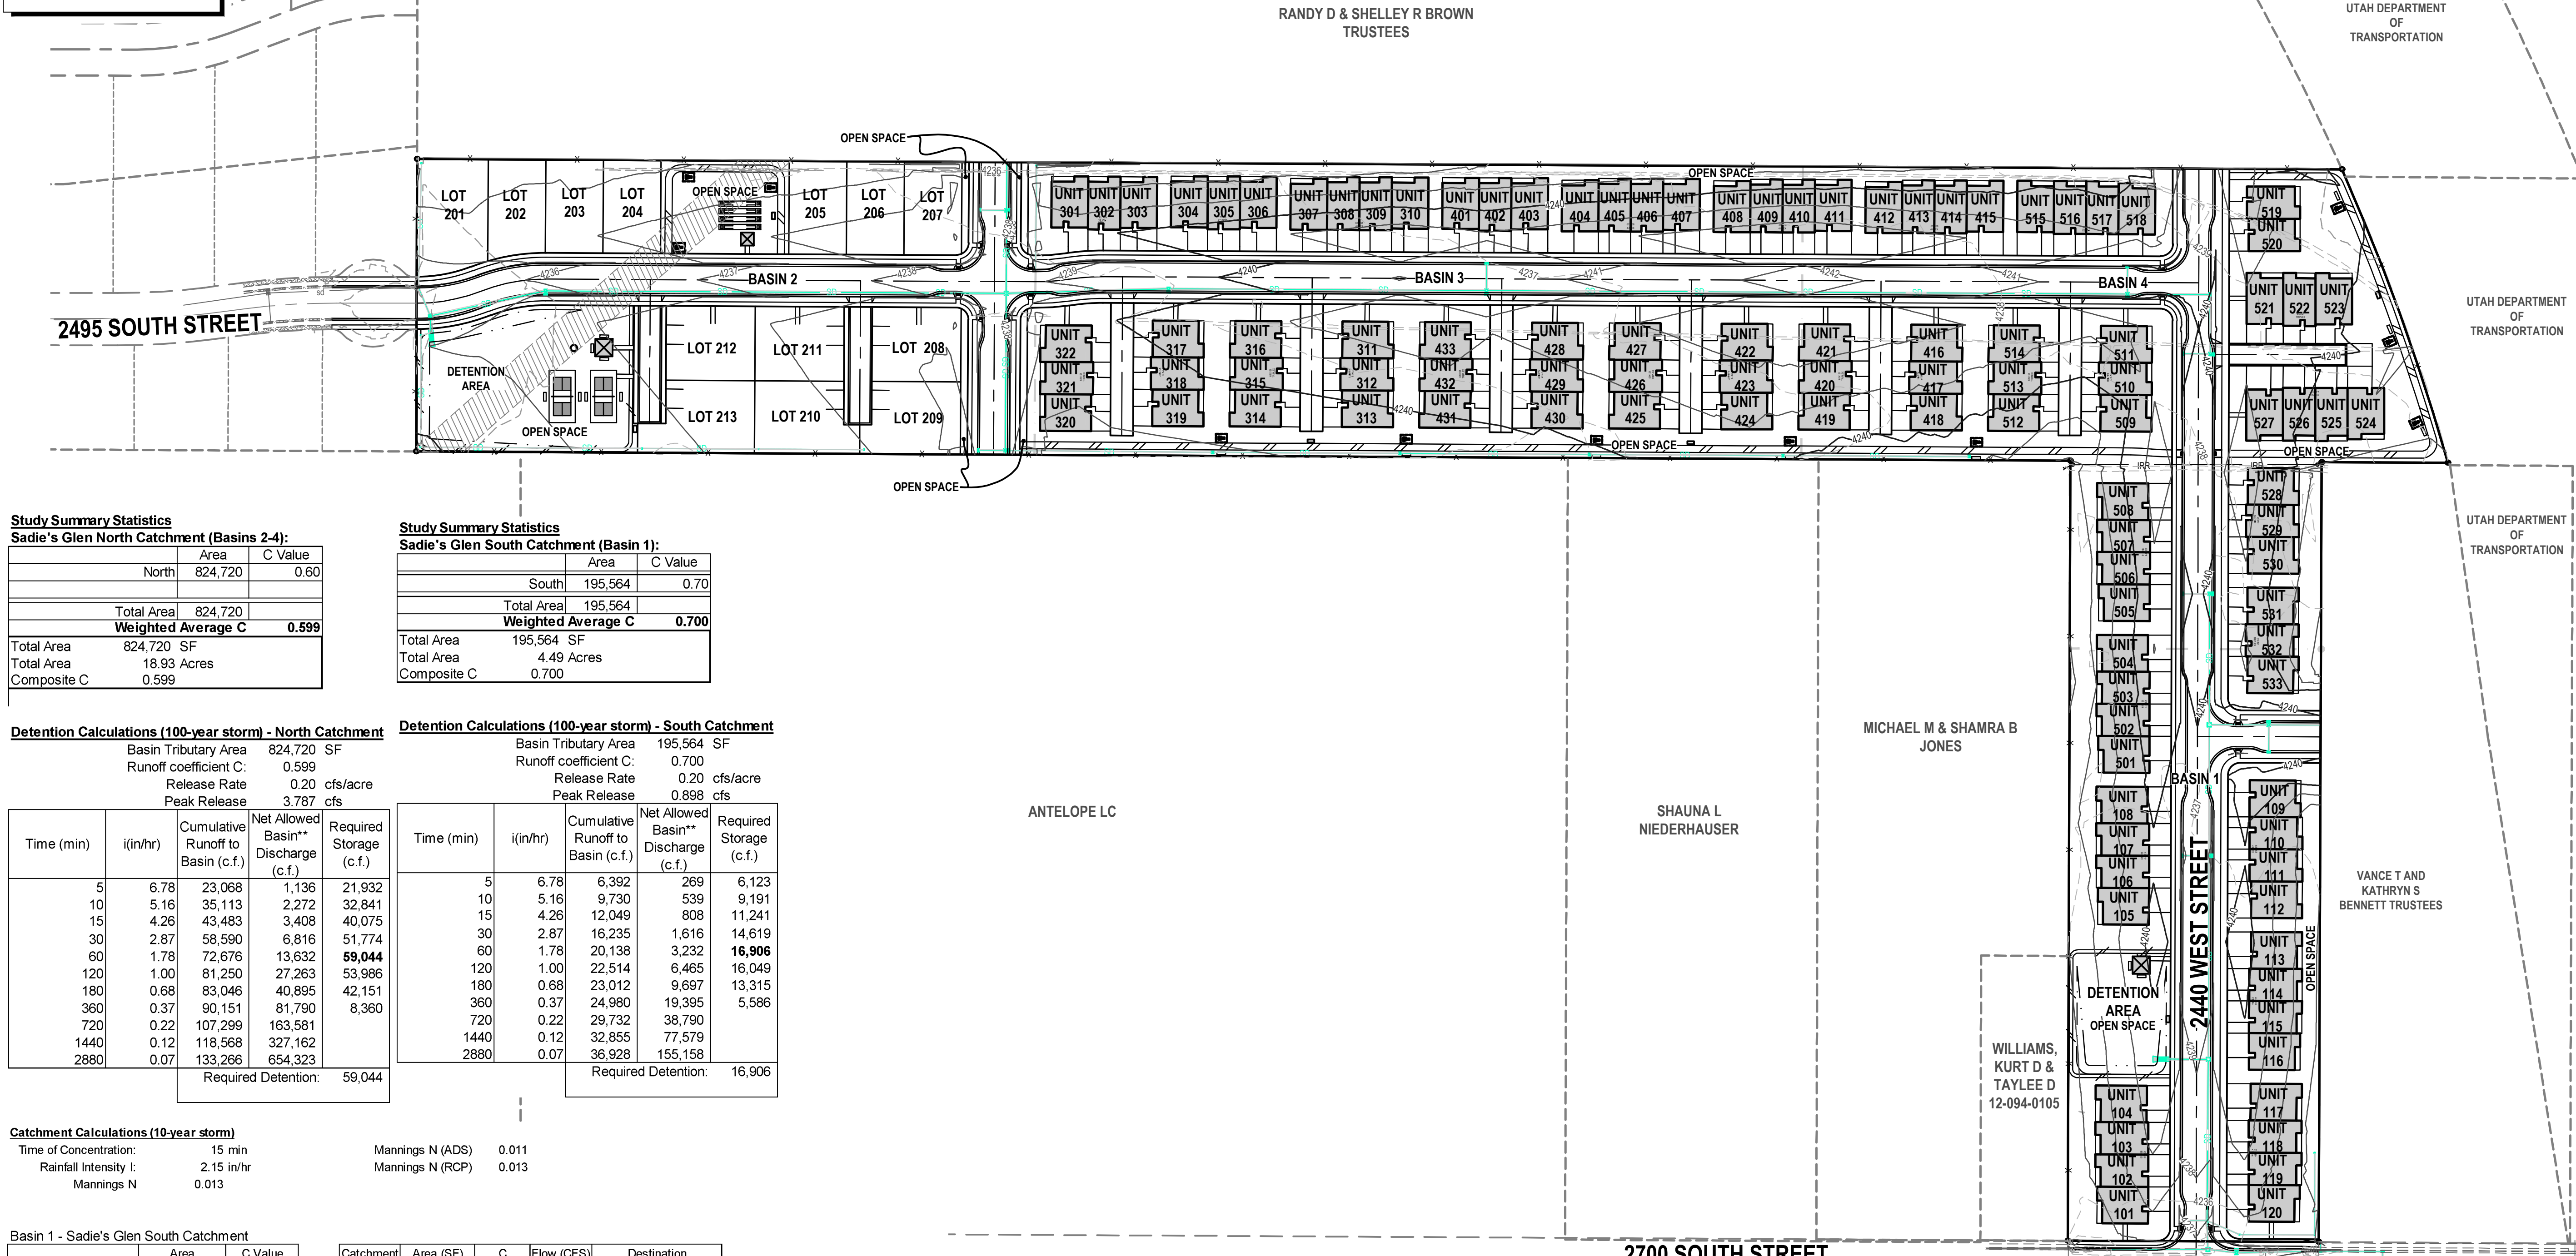 RANDY D & SHELLEY R BROWN
TRUSTEES
UTAH DEPARTMENT
OF
TRANSPORTATION
OPEN SPACE
LOT 201
LOT 202
LOT 203
LOT 204
OPEN SPACE
LOT 205
LOT 206
LOT 207
4236
OPEN SPACE
UNIT 301
UNIT 302
UNIT 303
UNIT 304
UNIT 305
UNIT 306
UNIT 307
UNIT 308
UNIT 309
UNIT 310
UNIT 401
UNIT 402
UNIT 403
4240
UNIT 404
UNIT 405
UNIT 406
UNIT 407
UNIT 408
UNIT 409
UNIT 410
UNIT 411
UNIT 412
UNIT 413
UNIT 414
UNIT 415
UNIT 515
UNIT 516
UNIT 517
UNIT 518
UNIT 519
UNIT 520
4236
BASIN 2
4237
4238
4239
4240
BASIN 3
4237
4241
4242
4241
BASIN 4
UNIT 521
UNIT 522
UNIT 523
UTAH DEPARTMENT
OF
TRANSPORTATION
2495 SOUTH STREET
DETENTION
AREA
OPEN SPACE
LOT 212
LOT 211
LOT 208
LOT 213
LOT 210
LOT 209
OPEN SPACE
UNIT 322
UNIT 321
UNIT 320
UNIT 317
UNIT 318
UNIT 319
UNIT 316
UNIT 315
UNIT 314
UNIT 311
UNIT 312
UNIT 313
UNIT 433
UNIT 432
UNIT 431
UNIT 428
UNIT 429
UNIT 430
UNIT 427
UNIT 426
UNIT 425
UNIT 422
UNIT 423
UNIT 424
UNIT 421
UNIT 420
UNIT 419
UNIT 416
UNIT 417
UNIT 418
UNIT 514
UNIT 513
UNIT 512
UNIT 511
UNIT 510
UNIT 509
4240
4240
4240
OPEN SPACE
UNIT 527
UNIT 526
UNIT 525
UNIT 524
OPEN SPACE
IRR
UTAH DEPARTMENT
OF
TRANSPORTATION
UNIT 508
UNIT 507
UNIT 506
UNIT 505
UNIT 504
UNIT 503
UNIT 502
UNIT 501
UNIT 528
UNIT 529
UNIT 530
UNIT 531
UNIT 532
UNIT 533
4240
4240
4240
BASIN 1
4237
UNIT 108
UNIT 107
UNIT 106
UNIT 105
UNIT 109
UNIT 110
UNIT 111
UNIT 112
UNIT 113
UNIT 114
UNIT 115
UNIT 116
UNIT 117
UNIT 118
UNIT 119
UNIT 120
2440 WEST STREET
OPEN SPACE
DETENTION
AREA
OPEN SPACE
UNIT 104
UNIT 103
UNIT 102
UNIT 101
ANTELOPE LC
SHAUNA L
NIEDERHAUSER
MICHAEL M & SHAMRA B
JONES
WILLIAMS,
KURT D &
TAYLEE D
12-094-0105
VANCE T AND
KATHRYN S
BENNETT TRUSTEES
2700 SOUTH STREET
Study Summary Statistics
Sadie's Glen North Catchment (Basins 2-4):
Area C Value
North 824,720 0.60
Total Area 824,720
Weighted Average C 0.599
Total Area 824,720 SF
Total Area 18.93 Acres
Composite C 0.599
Study Summary Statistics
Sadie's Glen South Catchment (Basin 1):
Area C Value
South 195,564 0.70
Total Area 195,564
Weighted Average C 0.700
Total Area 195,564 SF
Total Area 4.49 Acres
Composite C 0.700
Detention Calculations (100-year storm) - North Catchment
Basin Tributary Area 824,720 SF
Runoff coefficient C: 0.599
Release Rate 0.20 cfs/acre
Peak Release 3.787 cfs
Time (min) i(in/hr) Cumulative Runoff to Basin (c.f.) Net Allowed Basin** Discharge (c.f.) Required Storage (c.f.)
5 6.78 23,068 1,136 21,932
10 5.16 35,113 2,272 32,841
15 4.26 43,483 3,408 40,075
30 2.87 58,590 6,816 51,774
60 1.78 72,676 13,632 59,044
120 1.00 81,250 27,263 53,986
180 0.68 83,046 40,895 42,151
360 0.37 90,151 81,790 8,360
720 0.22 107,299 163,581
1440 0.12 118,568 327,162
2880 0.07 133,266 654,323
Required Detention: 59,044
Detention Calculations (100-year storm) - South Catchment
Basin Tributary Area 195,564 SF
Runoff coefficient C: 0.700
Release Rate 0.20 cfs/acre
Peak Release 0.898 cfs
Time (min) i(in/hr) Cumulative Runoff to Basin (c.f.) Net Allowed Basin** Discharge (c.f.) Required Storage (c.f.)
5 6.78 6,392 269 6,123
10 5.16 9,730 539 9,191
15 4.26 12,049 808 11,241
30 2.87 16,235 1,616 14,619
60 1.78 20,138 3,232 16,906
120 1.00 22,514 6,465 16,049
180 0.68 23,012 9,697 13,315
360 0.37 24,980 19,395 5,586
720 0.22 29,732 38,790
1440 0.12 32,855 77,579
2880 0.07 36,928 155,158
Required Detention: 16,906
Catchment Calculations (10-year storm)
Time of Concentration: 15 min
Rainfall Intensity I: 2.15 in/hr
Mannings N 0.013
Mannings N (ADS) 0.011
Mannings N (RCP) 0.013
Basin 1 - Sadie's Glen South Catchment
Area C Value
Catchment Area (SF) C Flow (CFS) Destination